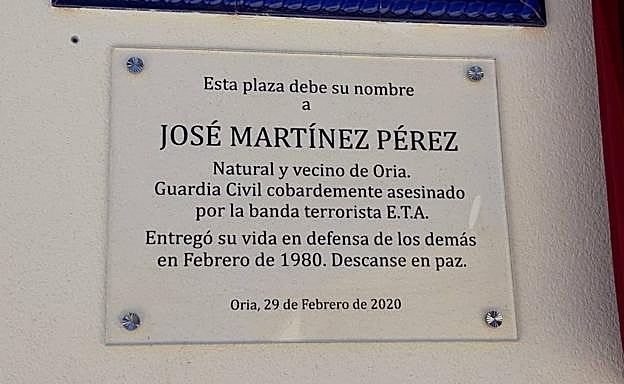 Esta plaza debe su nombre
a
JOSÉ MARTÍNEZ PÉREZ
Natural y vecino de Oria.
Guardia Civil cobardemente asesinado
por la banda terrorista E.T.A.
Entregó su vida en defensa de los demás
en Febrero de 1980. Descanse en paz.
Oria, 29 de Febrero de 2020